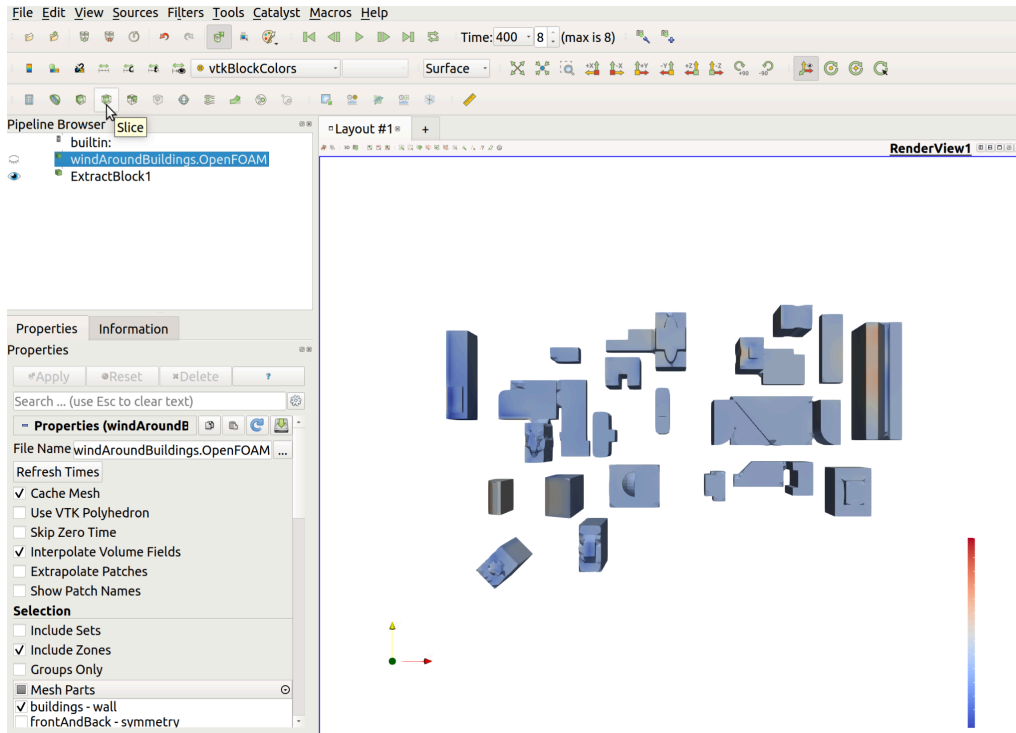 File Edit View Sources Filters Tools Catalyst Macros Help
Time: 400 8 (max is 8)
vtkBlockColors Surface
-X +Y -Y +Z -Z +90 -90
Pipeline Browser Slice Layout #1 +
builtin:
windAroundBuildings.OpenFOAM RenderView1
ExtractBlock1
Properties Information
Properties
Apply Reset Delete ?
Search ... (use Esc to clear text)
Properties (windAroundB
File Name windAroundBuildings.OpenFOAM ...
Refresh Times
Cache Mesh
Use VTK Polyhedron
Skip Zero Time
Interpolate Volume Fields
Extrapolate Patches
Show Patch Names
Selection
Include Sets
Include Zones
Groups Only
Mesh Parts
buildings - wall
frontAndBack - symmetry